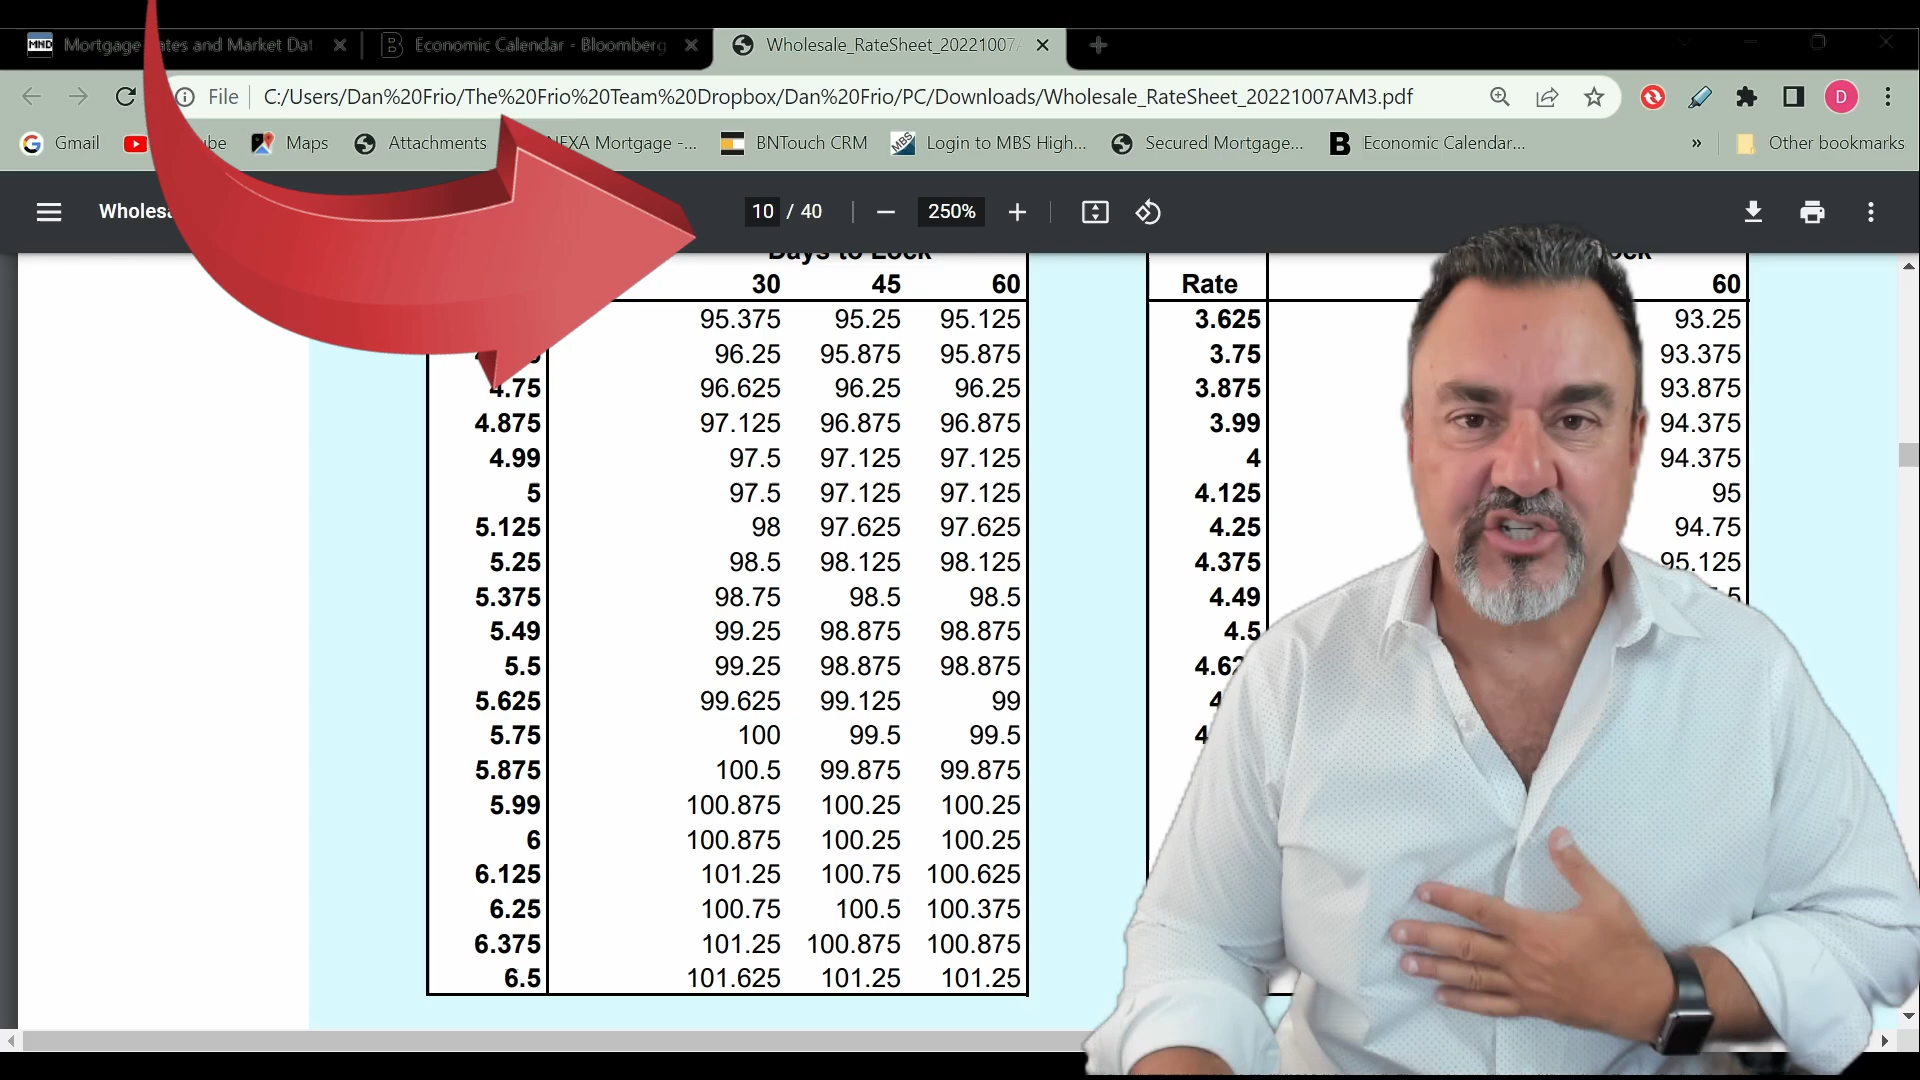 Mortgage Rates and Market Dat
Economic Calendar - Bloomberg
Wholesale_RateSheet_20221007
File
C:/Users/Dan%20Frio/The%20Frio%20Team%20Dropbox/Dan%20Frio/PC/Downloads/Wholesale_RateSheet_20221007AM3.pdf
D
Gmail
Maps
Attachments
Mortgage -...
BNTouch CRM
Login to MBS High...
Secured Mortgage...
Economic Calendar...
»
Other bookmarks
10 / 40
250%
Days to Lock
30 45 60
95.375 95.25 95.125
96.25 95.875 95.875
4.75 96.625 96.25 96.25
4.875 97.125 96.875 96.875
4.99 97.5 97.125 97.125
5 97.5 97.125 97.125
5.125 98 97.625 97.625
5.25 98.5 98.125 98.125
5.375 98.75 98.5 98.5
5.49 99.25 98.875 98.875
5.5 99.25 98.875 98.875
5.625 99.625 99.125 99
5.75 100 99.5 99.5
5.875 100.5 99.875 99.875
5.99 100.875 100.25 100.25
6 100.875 100.25 100.25
6.125 101.25 100.75 100.625
6.25 100.75 100.5 100.375
6.375 101.25 100.875 100.875
6.5 101.625 101.25 101.25
Rate 60
3.625 93.25
3.75 93.375
3.875 93.875
3.99 94.375
4 94.375
4.125 95
4.25 94.75
4.375 95.125
4.49
4.5